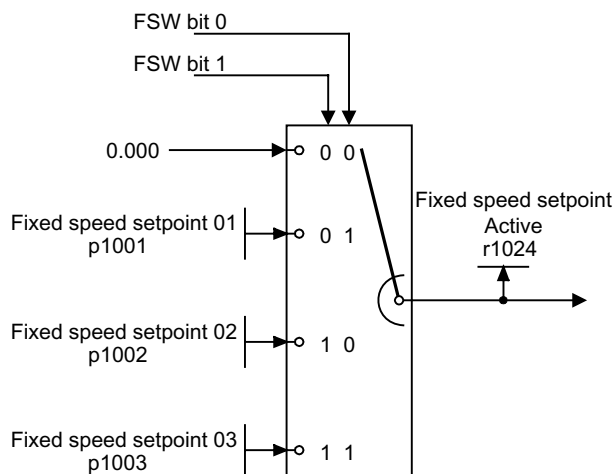 FSW bit 0
FSW bit 1
0.000
0 0
Fixed speed setpoint 01
p1001
0 1
Fixed speed setpoint
Active
r1024
Fixed speed setpoint 02
p1002
1 0
Fixed speed setpoint 03
p1003
1 1